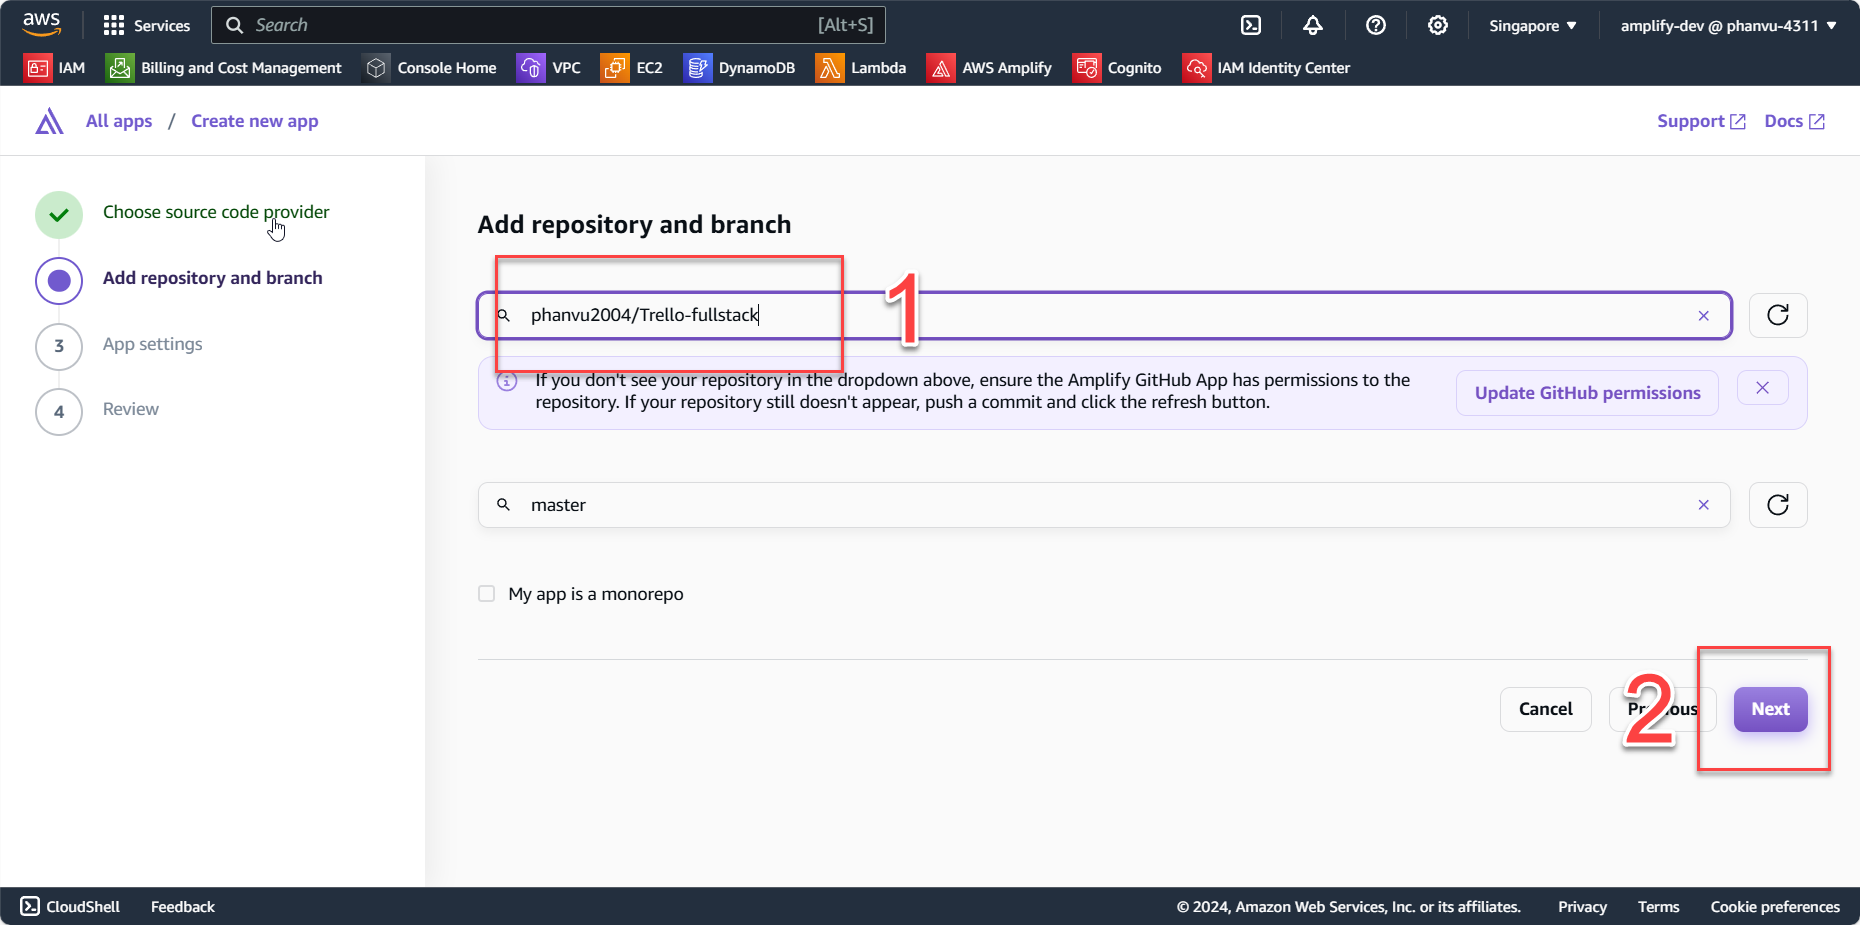 aws
Services
Search
[Alt+S]
Singapore
amplify-dev @ phanvu-4311
IAM
Billing and Cost Management
Console Home
VPC
EC2
DynamoDB
Lambda
AWS Amplify
Cognito
IAM Identity Center
All apps / Create new app
Support
Docs
Choose source code provider
Add repository and branch
3
App settings
4
Review
Add repository and branch
phanvu2004/Trello-fullstack
1
If you don't see your repository in the dropdown above, ensure the Amplify GitHub App has permissions to the
repository. If your repository still doesn't appear, push a commit and click the refresh button.
Update GitHub permissions
master
My app is a monorepo
Cancel
Previous
2
Next
CloudShell
Feedback
© 2024, Amazon Web Services, Inc. or its affiliates.
Privacy
Terms
Cookie preferences